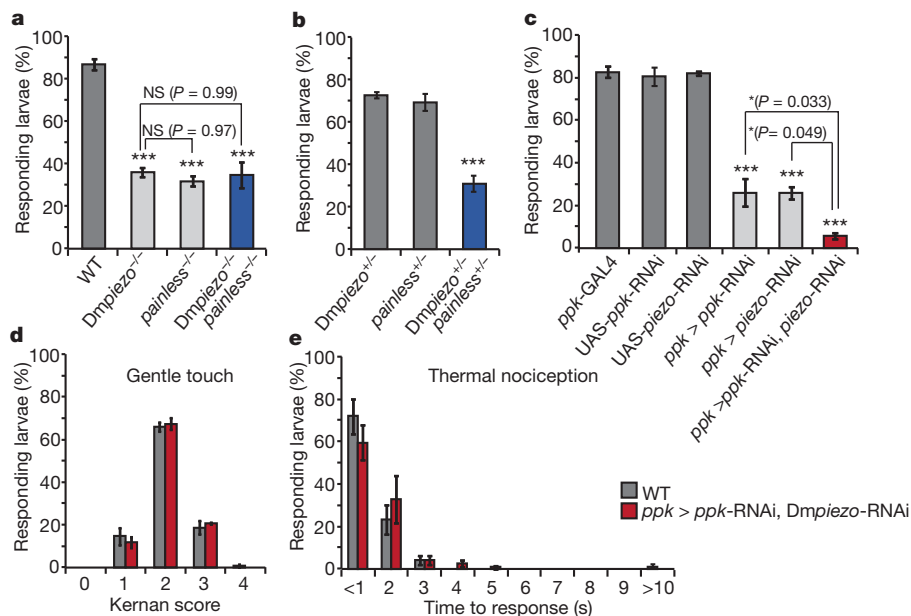 a
Responding larvae (%)
100
80
60
40
20
0
NS (P = 0.99)
NS (P = 0.97)
***
***
***
WT
Dmpiezo–/–
painless–/–
Dmpiezo–/–
painless–/–
b
Responding larvae (%)
100
80
60
40
20
0
***
Dmpiezo+/–
painless+/–
Dmpiezo+/–
painless+/–
c
Responding larvae (%)
100
80
60
40
20
0
*(P = 0.033)
*(P = 0.049)
***
***
***
ppk-GAL4
UAS-ppk-RNAi
UAS-piezo-RNAi
ppk > ppk-RNAi
ppk > piezo-RNAi
ppk >ppk-RNAi, piezo-RNAi
d
Responding larvae (%)
100
80
60
40
20
0
Gentle touch
0 1 2 3 4
Kernan score
e
Responding larvae (%)
100
80
60
40
20
0
Thermal nociception
<1 2 3 4 5 6 7 8 9 >10
Time to response (s)
WT
ppk > ppk-RNAi, Dmpiezo-RNAi